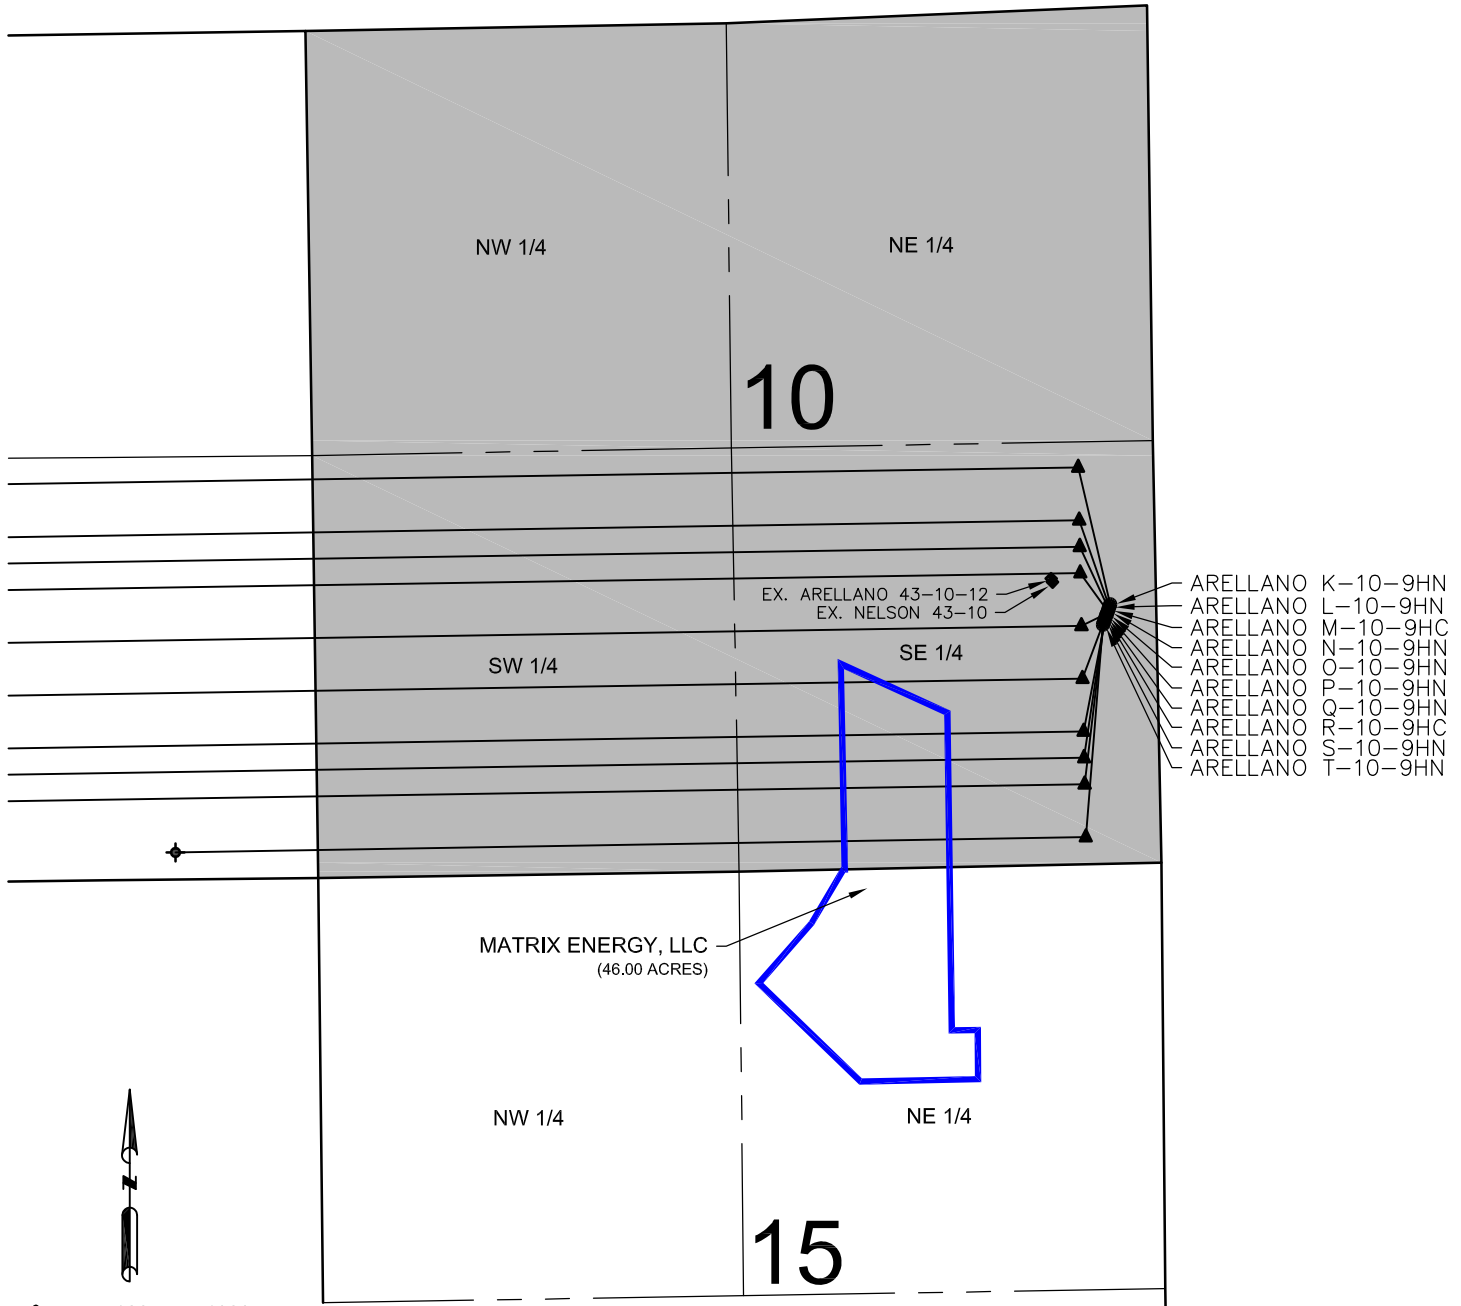 NW 1/4
NE 1/4
10
EX. ARELLANO 43-10-12
EX. NELSON 43-10
ARELLANO K-10-9HN
ARELLANO L-10-9HN
ARELLANO M-10-9HC
ARELLANO N-10-9HN
ARELLANO O-10-9HN
ARELLANO P-10-9HN
ARELLANO Q-10-9HN
ARELLANO R-10-9HC
ARELLANO S-10-9HN
ARELLANO T-10-9HN
SW 1/4
SE 1/4
MATRIX ENERGY, LLC
(46.00 ACRES)
NW 1/4
NE 1/4
N
15